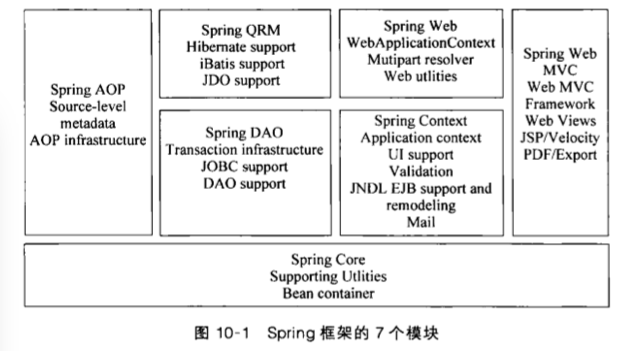 Spring AOP
Source-level
metadata
AOP infrastructure
Spring QRM
Hibernate support
iBatis support
JDO support
Spring DAO
Transaction infrastructure
JOBC support
DAO support
Spring Web
WebApplicationContext
Mutipart resolver
Web utlities
Spring Context
Application context
UI support
Validation
JNDL EJB support and
remodeling
Mail
Spring Web
MVC
Web MVC
Framework
Web Views
JSP/Velocity
PDF/Export
Spring Core
Supporting Utlities
Bean container
图 10-1 Spring 框架的 7 个模块